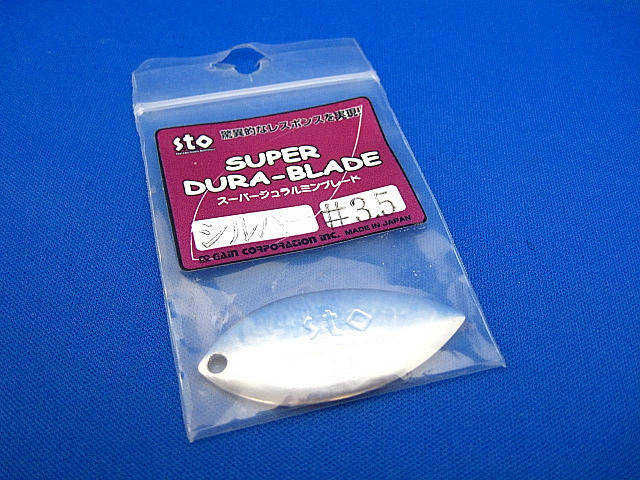 sto
驚異的なレスポンスを実現!
SUPER
DURA-BLADE
スーパージュラルミンブレード
シルバー #3.5
MADE IN JAPAN
CORPORATION INC.
sto